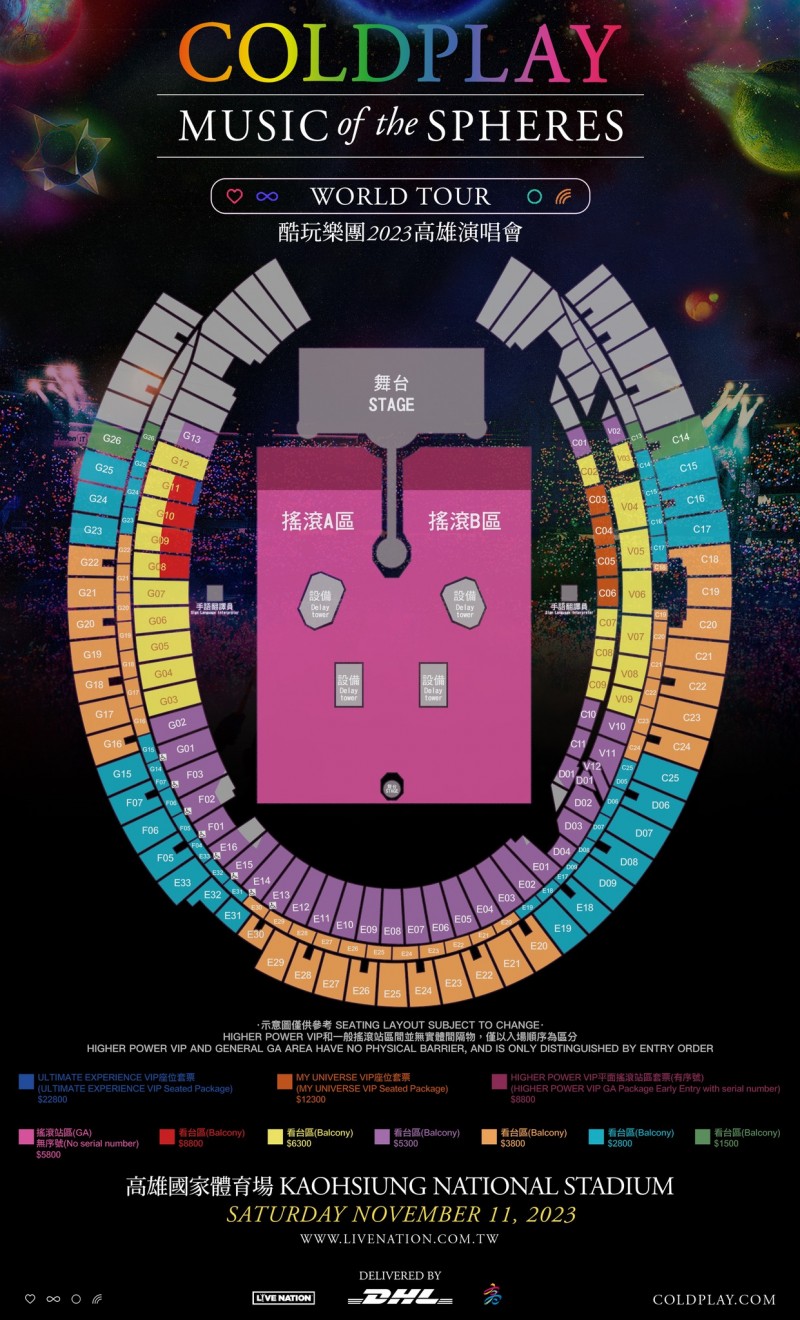 COLDPLAY
MUSIC of the SPHERES
WORLD TOUR
酷玩樂團2023高雄演唱會
舞台
STAGE
搖滾A區
搖滾B區
設備
Delay
tower
設備
Delay
tower
設備
Delay
tower
設備
Delay
tower
手語翻譯員
Sign Language Interpreter
手語翻譯員
Sign Language Interpreter
G26
G25
G24
G23
G22
G21
G20
G19
G18
G17
G16
G15
F07
F06
F05
E33
E32
E31
E30
E29
E28
E27
E26
E25
E24
E23
E22
E21
E20
E19
E18
D09
D08
D07
D06
C25
C24
C23
C22
C21
C20
C19
C18
C17
C16
C15
C14
G13
G12
G11
G10
G09
G08
G07
G06
G05
G04
G03
G02
G01
F03
F02
F01
E16
E15
E14
E13
E12
E11
E10
E09
E08
E07
E06
E05
E04
E03
E02
E01
D04
D03
D02
D01
D01
V12
V11
V10
V09
V08
V07
V06
V05
V04
V03
V02
C01
C02
C03
C04
C05
C06
C07
C08
C09
C10
C11
·示意圖僅供參考 SEATING LAYOUT SUBJECT TO CHANGE·
HIGHER POWER VIP和一般搖滾站區間並無實體間隔物，僅以入場順序為區分
HIGHER POWER VIP AND GENERAL GA AREA HAVE NO PHYSICAL BARRIER, AND IS ONLY DISTINGUISHED BY ENTRY ORDER
ULTIMATE EXPERIENCE VIP座位套票
(ULTIMATE EXPERIENCE VIP Seated Package)
$22800
MY UNIVERSE VIP座位套票
(MY UNIVERSE VIP Seated Package)
$12300
HIGHER POWER VIP平面搖滾站區套票(有序號)
(HIGHER POWER VIP GA Package Early Entry with serial number)
$8800
搖滾站區(GA)
無序號(No serial number)
$5800
看台區(Balcony)
$6800
看台區(Balcony)
$6300
看台區(Balcony)
$5300
看台區(Balcony)
$3800
看台區(Balcony)
$2800
看台區(Balcony)
$1500
高雄國家體育場 KAOHSIUNG NATIONAL STADIUM
SATURDAY NOVEMBER 11, 2023
WWW.LIVENATION.COM.TW
DELIVERED BY
LIVE NATION
DHL
COLDPLAY.COM